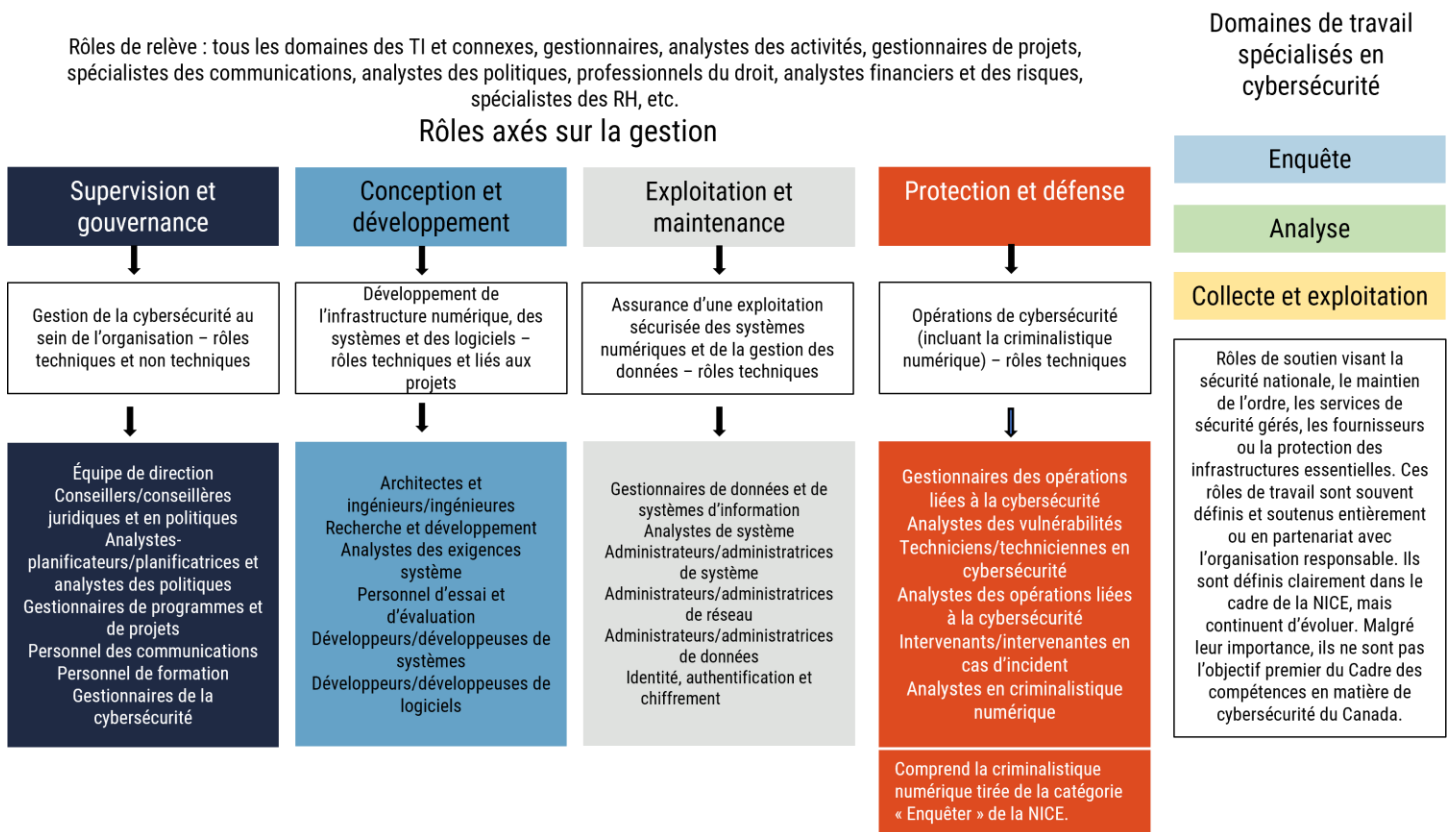 Rôles de relève : tous les domaines des TI et connexes, gestionnaires, analystes des activités, gestionnaires de projets,
spécialistes des communications, analystes des politiques, professionnels du droit, analystes financiers et des risques,
spécialistes des RH, etc.
Rôles axés sur la gestion
Supervision et
gouvernance
Gestion de la cybersécurité au
sein de l’organisation – rôles
techniques et non techniques
Équipe de direction
Conseillers/conseillères
juridiques et en politiques
Analystes-
planificateurs/planificatrices et
analystes des politiques
Gestionnaires de programmes et
de projets
Personnel des communications
Personnel de formation
Gestionnaires de la
cybersécurité
Conception et
développement
Développement de
l’infrastructure numérique, des
systèmes et des logiciels –
rôles techniques et liés aux
projets
Architectes et
ingénieurs/ingénieures
Recherche et développement
Analystes des exigences
système
Personnel d’essai et
d’évaluation
Développeurs/développeuses de
systèmes
Développeurs/développeuses de
logiciels
Exploitation et
maintenance
Assurance d’une exploitation
sécurisée des systèmes
numériques et de la gestion des
données – rôles techniques
Gestionnaires de données et de
systèmes d’information
Analystes de système
Administrateurs/administratrices
de système
Administrateurs/administratrices
de réseau
Administrateurs/administratrices
de données
Identité, authentification et
chiffrement
Protection et défense
Opérations de cybersécurité
(incluant la criminalistique
numérique) – rôles techniques
Gestionnaires des opérations
liées à la cybersécurité
Analystes des vulnérabilités
Techniciens/techniciennes en
cybersécurité
Analystes des opérations liées
à la cybersécurité
Intervenants/intervenantes en
cas d’incident
Analystes en criminalistique
numérique
Comprend la criminalistique
numérique tirée de la catégorie
« Enquêter » de la NICE.
Domaines de travail
spécialisés en
cybersécurité
Enquête
Analyse
Collecte et exploitation
Rôles de soutien visant la
sécurité nationale, le maintien
de l’ordre, les services de
sécurité gérés, les fournisseurs
ou la protection des
infrastructures essentielles. Ces
rôles de travail sont souvent
définis et soutenus entièrement
ou en partenariat avec
l’organisation responsable. Ils
sont définis clairement dans le
cadre de la NICE, mais
continuent d’évoluer. Malgré
leur importance, ils ne sont pas
l’objectif premier du Cadre des
compétences en matière de
cybersécurité du Canada.